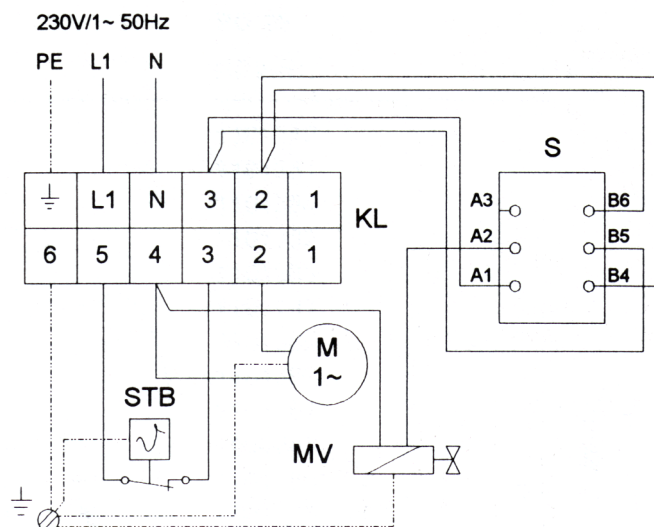 230V/1~ 50Hz
PE L1 N
S
L1 N 3 2 1
KL
6 5 4 3 2 1
A3 B6
A2 B5
A1 B4
M
1~
STB
MV